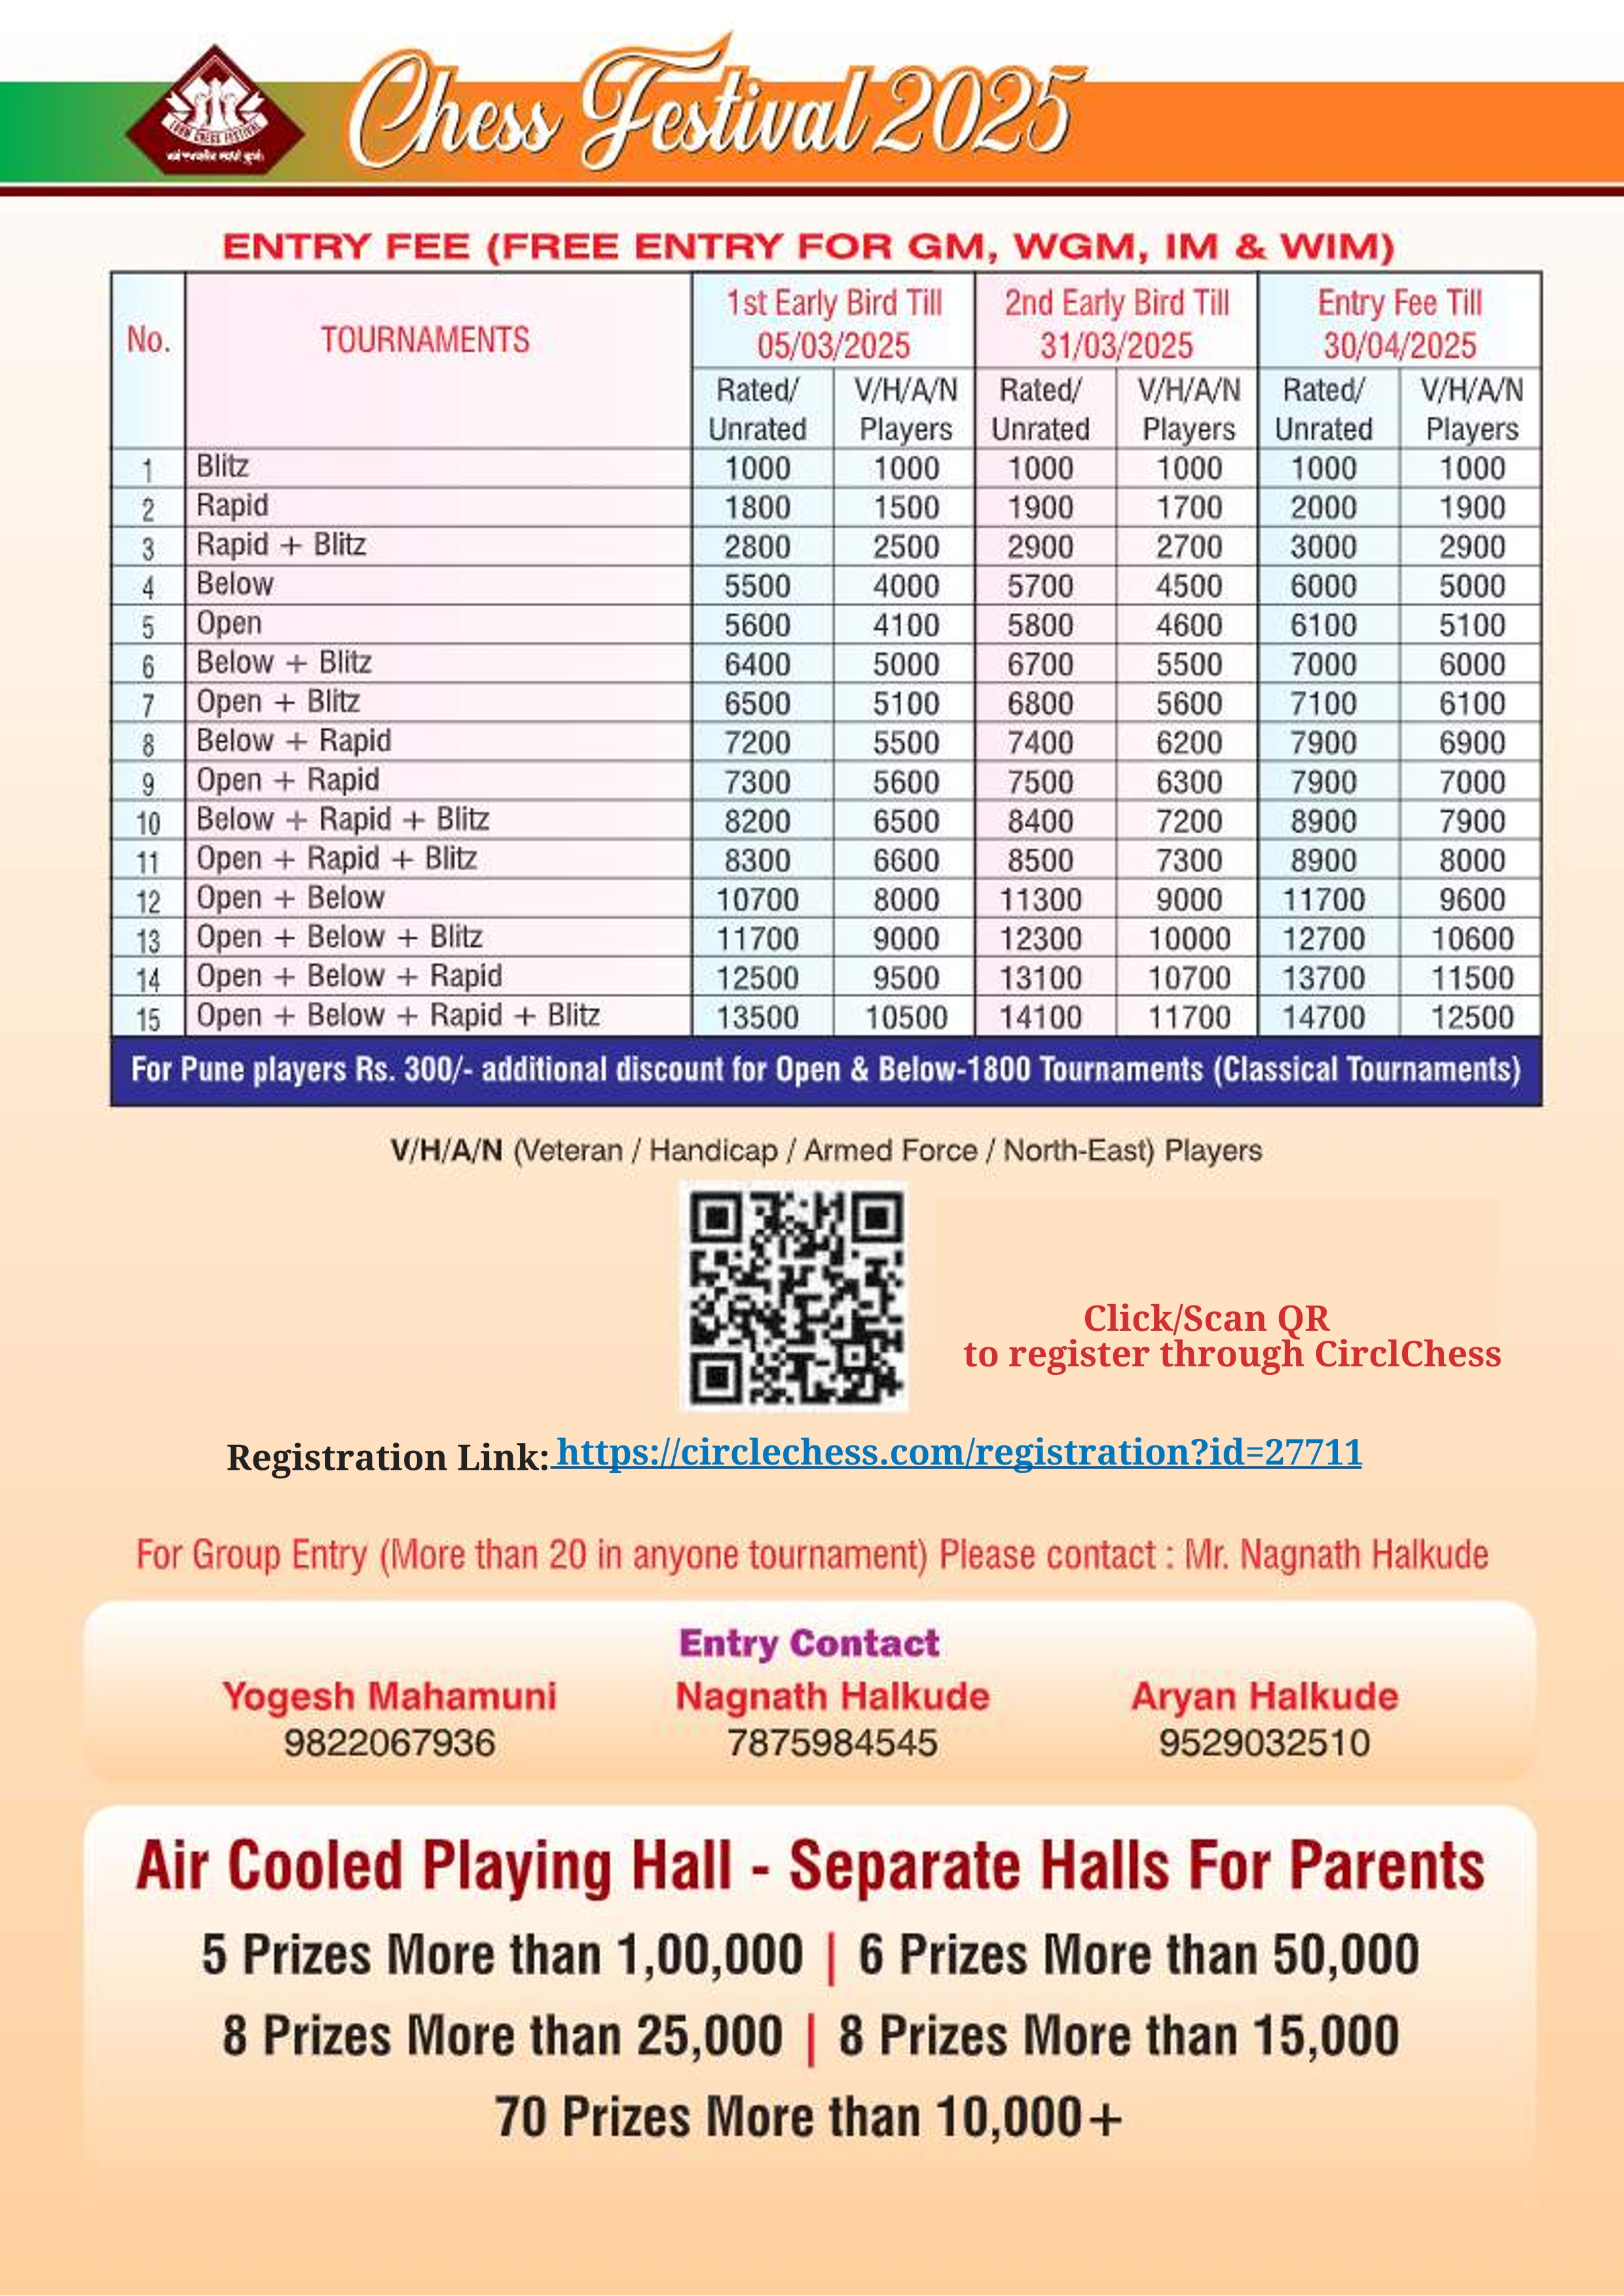 Chess Festival 2025
ENTRY FEE (FREE ENTRY FOR GM, WGM, IM & WIM)
No. TOURNAMENTS 1st Early Bird Till 05/03/2025 2nd Early Bird Till 31/03/2025 Entry Fee Till 30/04/2025
Rated/ Unrated V/H/A/N Players Rated/ Unrated V/H/A/N Players Rated/ Unrated V/H/A/N Players
1 Blitz 1000 1000 1000 1000 1000 1000
2 Rapid 1800 1500 1900 1700 2000 1900
3 Rapid + Blitz 2800 2500 2900 2700 3000 2900
4 Below 5500 4000 5700 4500 6000 5000
5 Open 5600 4100 5800 4600 6100 5100
6 Below + Blitz 6400 5000 6700 5500 7000 6000
7 Open + Blitz 6500 5100 6800 5600 7100 6100
8 Below + Rapid 7200 5500 7400 6200 7900 6900
9 Open + Rapid 7300 5600 7500 6300 7900 7000
10 Below + Rapid + Blitz 8200 6500 8400 7200 8900 7900
11 Open + Rapid + Blitz 8300 6600 8500 7300 8900 8000
12 Open + Below 10700 8000 11300 9000 11700 9600
13 Open + Below + Blitz 11700 9000 12300 10000 12700 10600
14 Open + Below + Rapid 12500 9500 13100 10700 13700 11500
15 Open + Below + Rapid + Blitz 13500 10500 14100 11700 14700 12500
For Pune players Rs. 300/- additional discount for Open & Below-1800 Tournaments (Classical Tournaments)
V/H/A/N (Veteran / Handicap / Armed Force / North-East) Players
Click/Scan QR
to register through CirclChess
Registration Link: https://circlechess.com/registration?id=27711
For Group Entry (More than 20 in anyone tournament) Please contact : Mr. Nagnath Halkude
Entry Contact
Yogesh Mahamuni Nagnath Halkude Aryan Halkude
9822067936 7875984545 9529032510
Air Cooled Playing Hall - Separate Halls For Parents
5 Prizes More than 1,00,000 | 6 Prizes More than 50,000
8 Prizes More than 25,000 | 8 Prizes More than 15,000
70 Prizes More than 10,000+